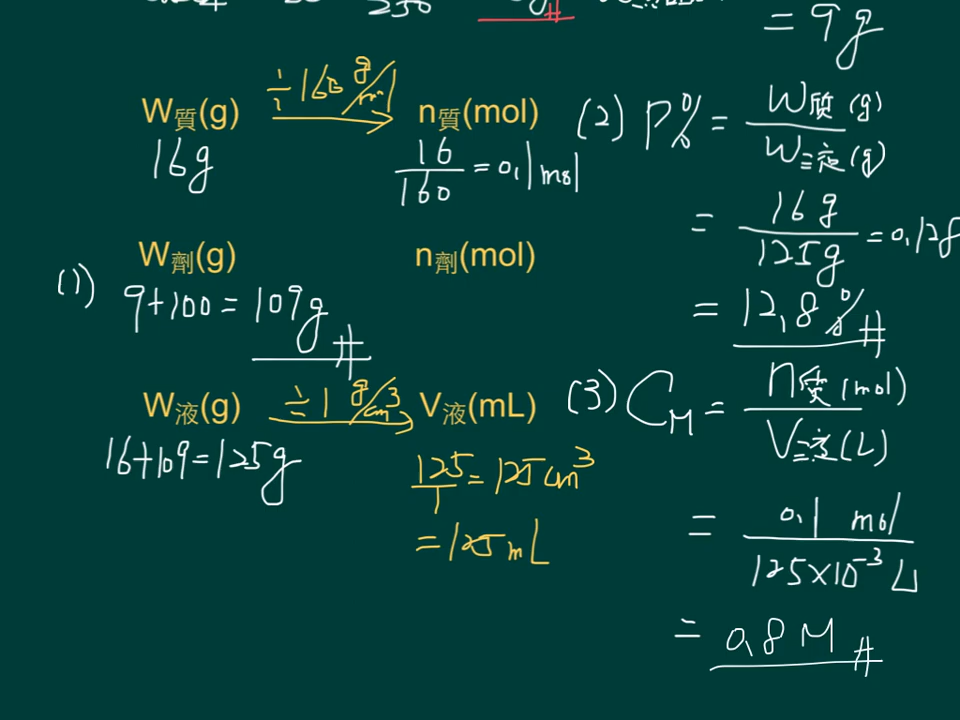 250
= 9g
W質(g) ÷160 g/m n質(mol)
16g
16/160 = 0.1 mol
W劑(g) n劑(mol)
(1) 9+100 = 109g #
W液(g) ÷1 g/cm³ V液(mL)
16+109=125g
125/1 = 125 cm³
= 125 mL
(2) P% = W質(g)/W液(g)
= 16g/125g = 0.128
= 12.8% #
(3) CM = n質(mol)/V液(L)
= 0.1 mol/125×10⁻³ L
= 0.8 M #